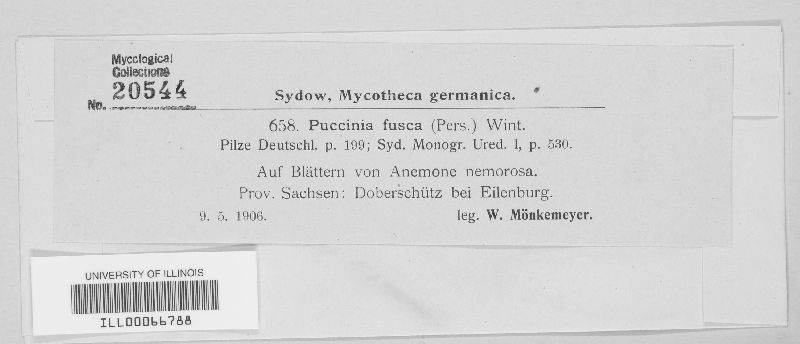 Mycological
Collections
No. 20544
Sydow, Mycotheca germanica.
658. Puccinia fusca (Pers.) Wint.
Pilze Deutschl. p. 199; Syd. Monogr. Ured. I, p. 530.
Auf Blättern von Anemone nemorosa.
Prov. Sachsen: Doberschütz bei Eilenburg.
9. 5. 1906. leg. W. Mönkemeyer.
UNIVERSITY OF ILLINOIS
ILL00066788